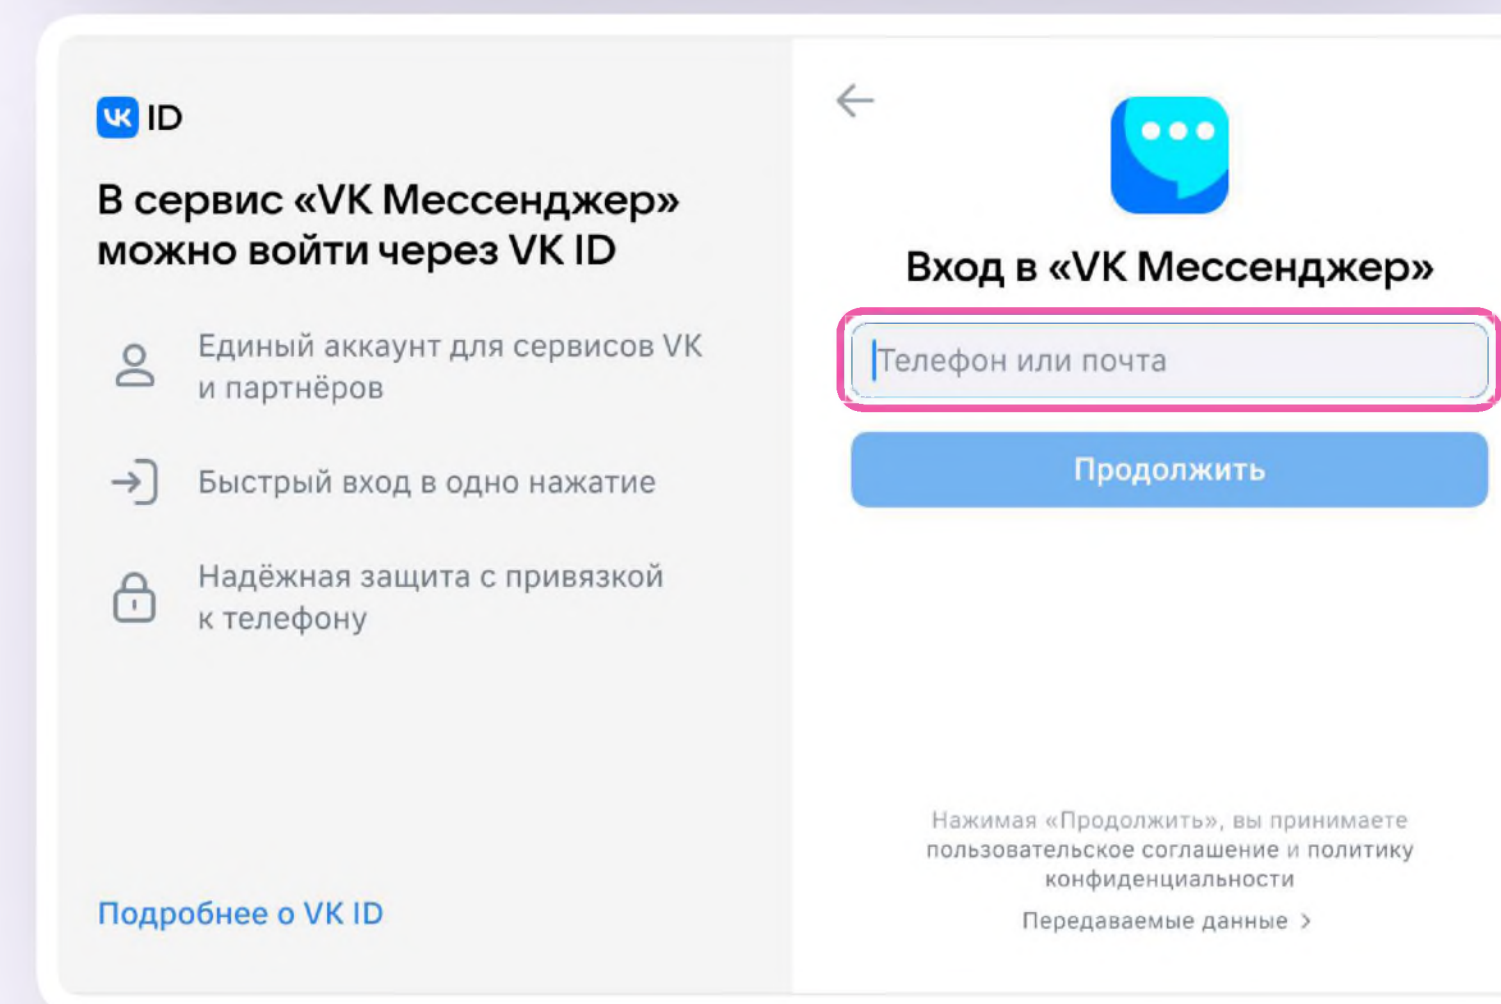 VK ID
В сервис «VK Мессенджер»
можно войти через VK ID
Единый аккаунт для сервисов VK
и партнёров
Быстрый вход в одно нажатие
Надёжная защита с привязкой
к телефону
Подробнее о VK ID
Вход в «VK Мессенджер»
Телефон или почта
Продолжить
Нажимая «Продолжить», вы принимаете
пользовательское соглашение и политику
конфиденциальности
Передаваемые данные >